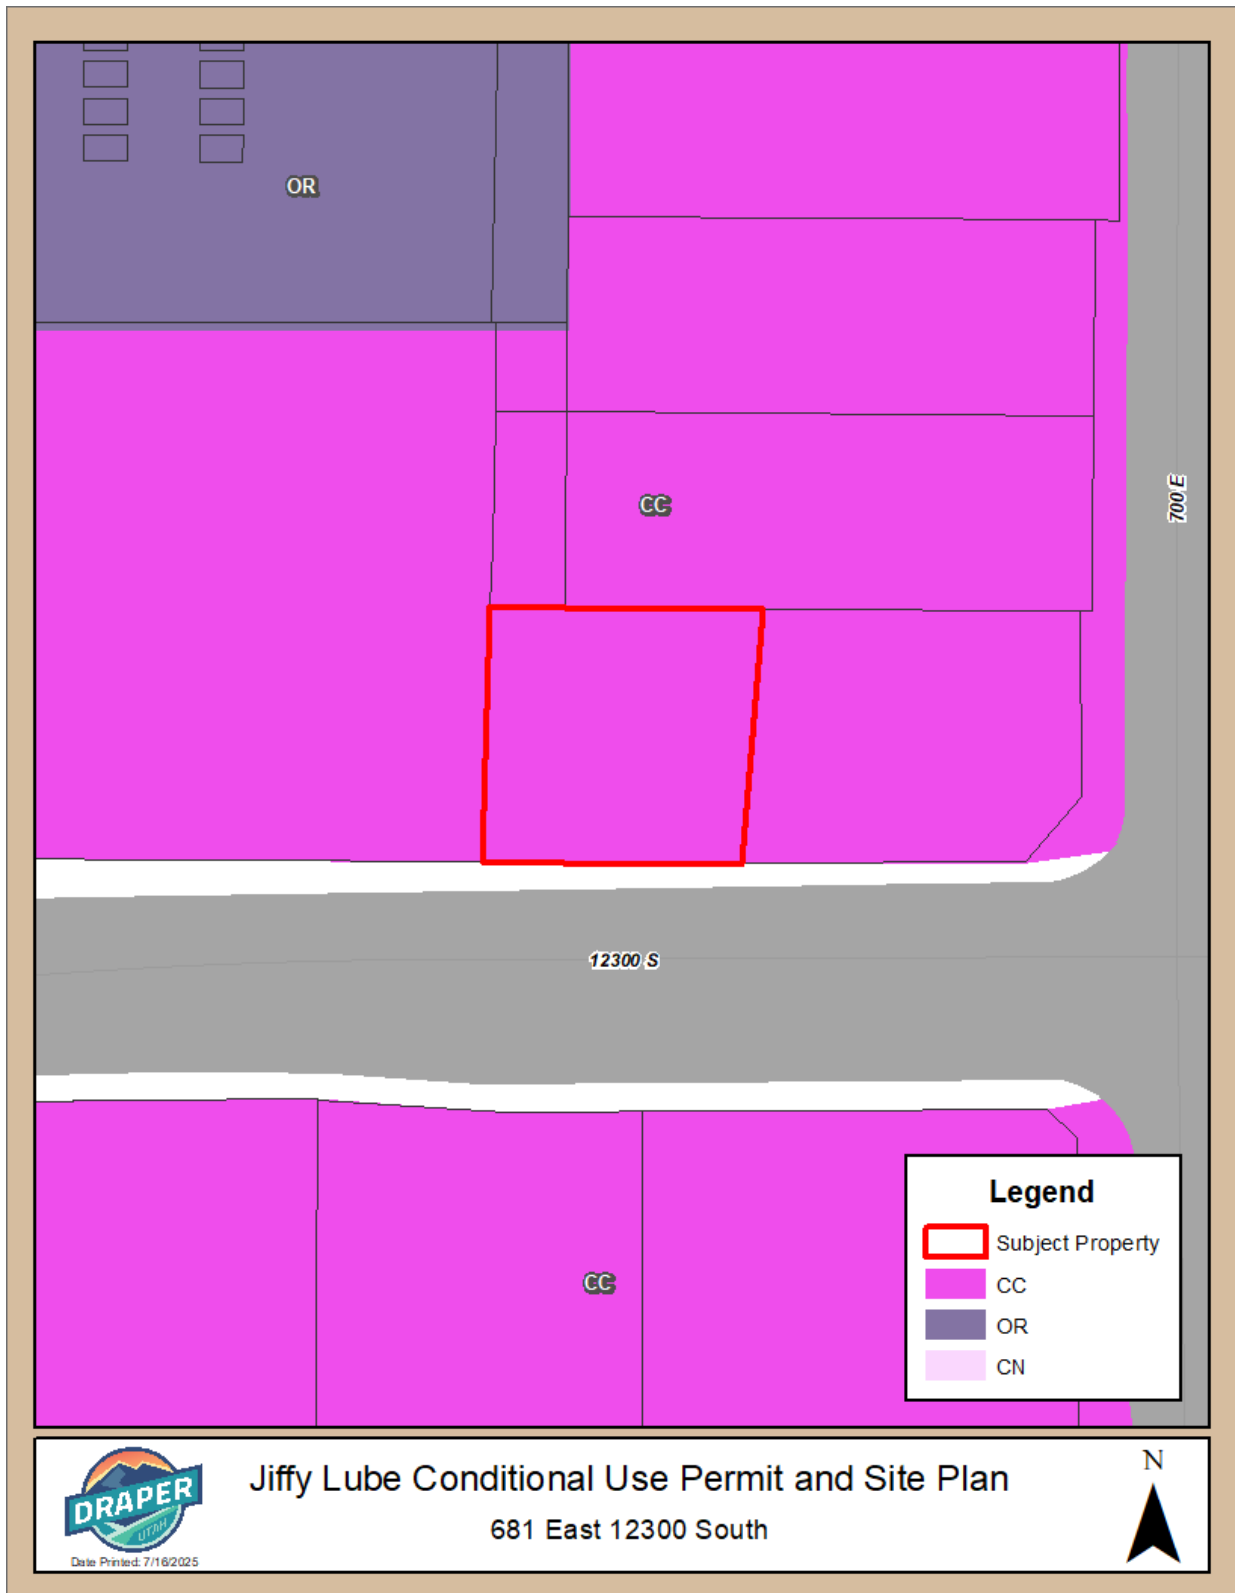 OR
CC
700 E
12300 S
CC
Legend
Subject Property
CC
OR
CN
DRAPER
UTAH
Date Printed: 7/16/2025
Jiffy Lube Conditional Use Permit and Site Plan
681 East 12300 South
N